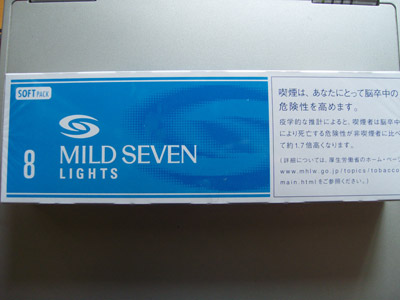 SOFT PACK
8
MILD SEVEN
LIGHTS
喫煙は、あなたにとって脳卒中の
危険性を高めます。
疫学的な推計によると、喫煙者は脳卒中
により死亡する危険性が非喫煙者に比べ
て約1.7倍高くなります。
(詳細については、厚生労働省のホーム・ページ
www.mhlw.go.jp/topics/tobacco
main.htmlをご参照ください。)